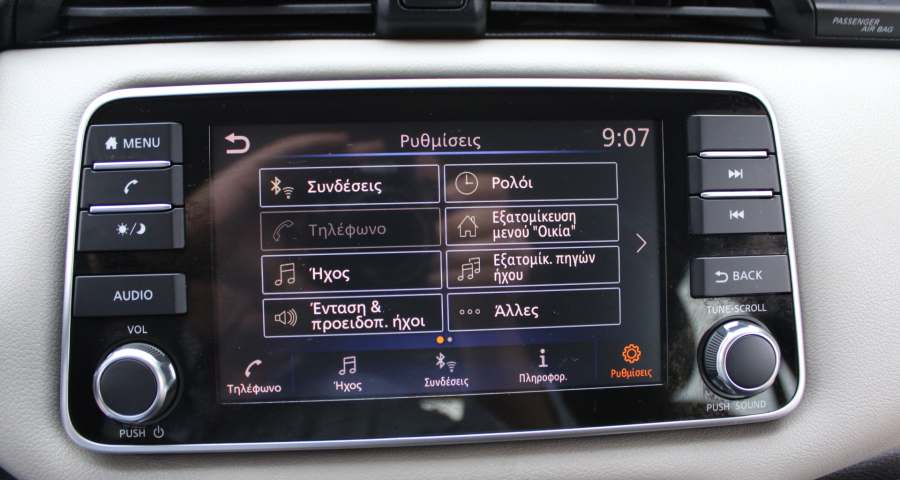 PASSENGER
AIR BAG
MENU
AUDIO
VOL
PUSH
Ρυθμίσεις
9:07
Συνδέσεις
Ρολόι
Τηλέφωνο
Εξατομίκευση
μενού "Οικία"
Ήχος
Εξατομίκ. πηγών
ήχου
Ένταση &
προειδοπ. ήχοι
Άλλες
Τηλέφωνο
Ήχος
Συνδέσεις
Πληροφορ.
Ρυθμίσεις
BACK
TUNE-SCROLL
PUSH SOUND